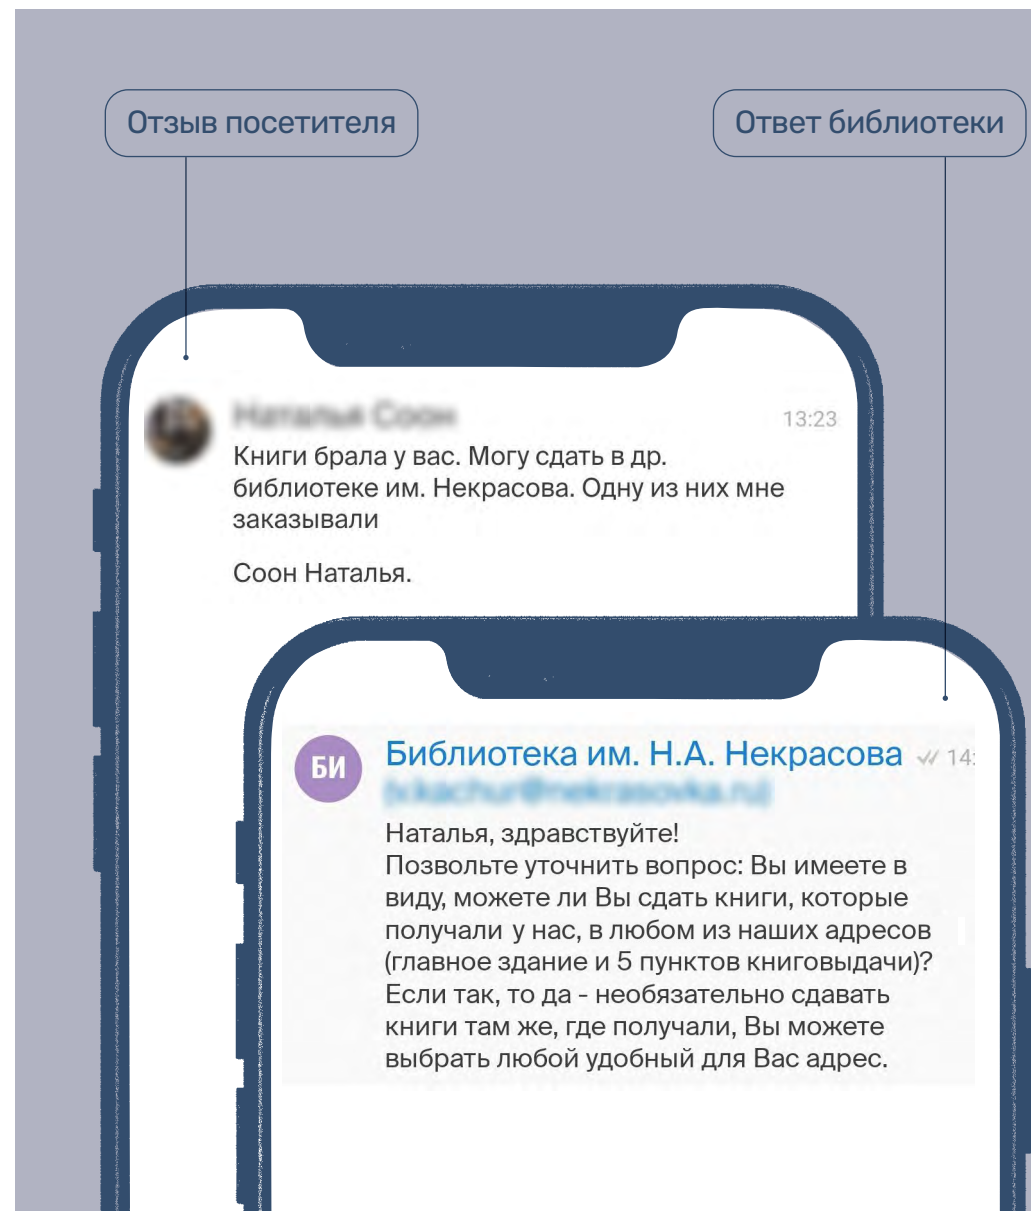 Отзыв посетителя
Ответ библиотеки
13:23
Книги брала у вас. Могу сдать в др.
библиотеке им. Некрасова. Одну из них мне
заказывали
Соон Наталья.
БИ
Библиотека им. Н.А. Некрасова
14:
Наталья, здравствуйте!
Позвольте уточнить вопрос: Вы имеете в
виду, можете ли Вы сдать книги, которые
получали у нас, в любом из наших адресов
(главное здание и 5 пунктов книговыдачи)?
Если так, то да - необязательно сдавать
книги там же, где получали, Вы можете
выбрать любой удобный для Вас адрес.